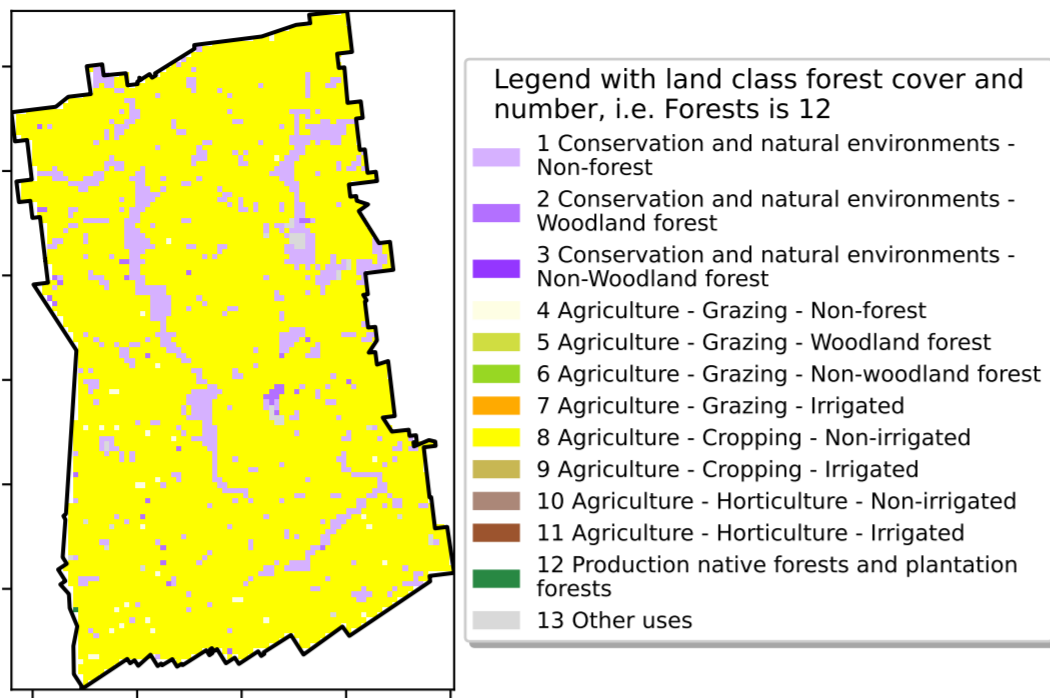 Legend with land class forest cover and
number, i.e. Forests is 12
1 Conservation and natural environments -
Non-forest
2 Conservation and natural environments -
Woodland forest
3 Conservation and natural environments -
Non-Woodland forest
4 Agriculture - Grazing - Non-forest
5 Agriculture - Grazing - Woodland forest
6 Agriculture - Grazing - Non-woodland forest
7 Agriculture - Grazing - Irrigated
8 Agriculture - Cropping - Non-irrigated
9 Agriculture - Cropping - Irrigated
10 Agriculture - Horticulture - Non-irrigated
11 Agriculture - Horticulture - Irrigated
12 Production native forests and plantation
forests
13 Other uses